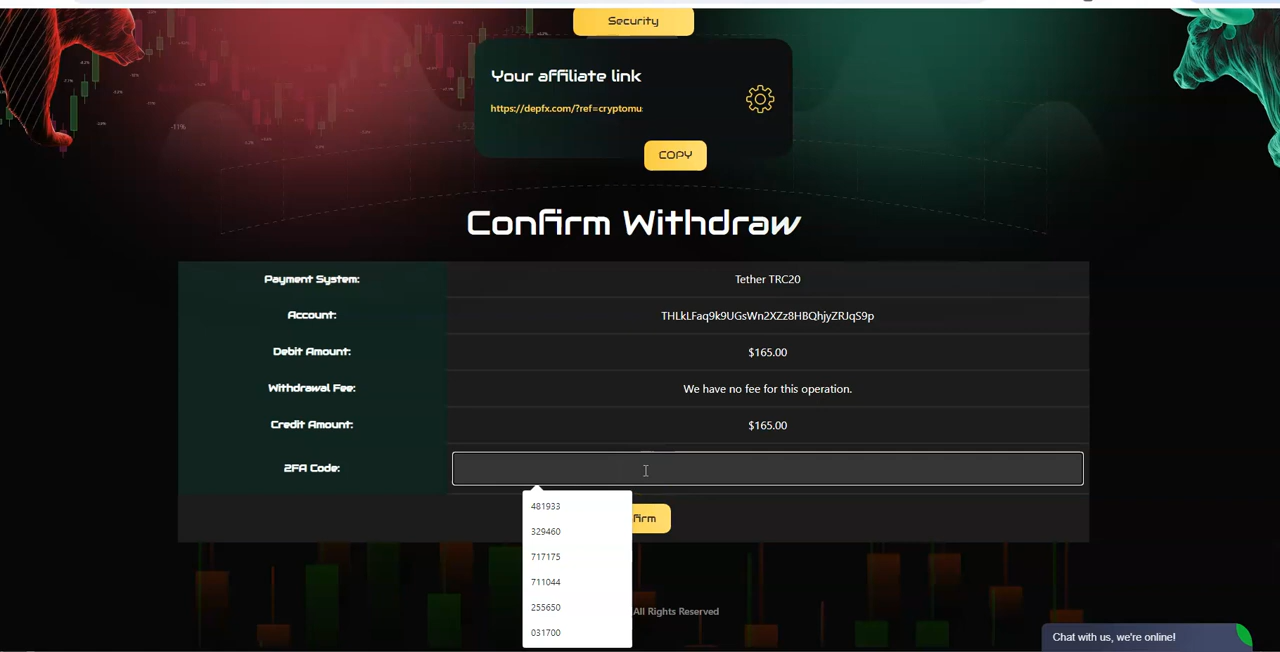 Security
Your affiliate link
https://depfx.com/?ref=cryptomu
COPY
-11%
Confirm Withdraw
Payment System: Tether TRC20
Account: THLkLFaq9k9UGsWn2XZz8HBQhjyZRJqS9p
Debit Amount: $165.00
Withdrawal Fee: We have no fee for this operation.
Credit Amount: $165.00
2FA Code:
481933
329460
717175
711044
255650
031700
firm
All Rights Reserved
Chat with us, we're online!